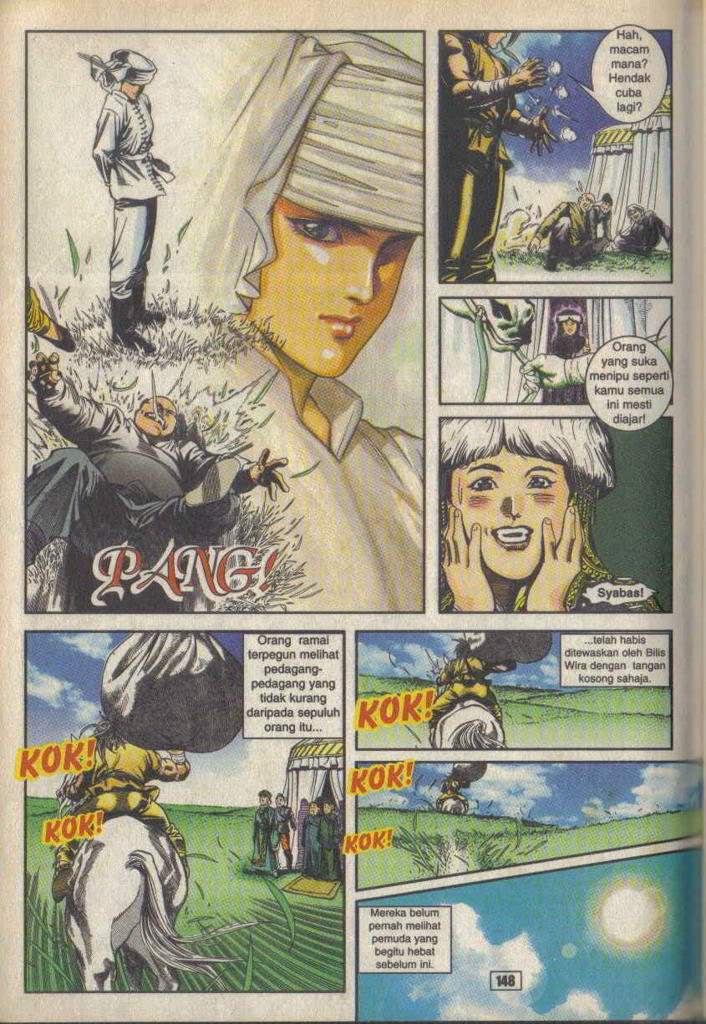 PANG!
Hah,
macam
mana?
Hendak
cuba
lagi?
Orang
yang suka
menipu seperti
kamu semua
ini mesti
diajar!
Syabas!
Orang ramai
terpegun melihat
pedagang-
pedagang yang
tidak kurang
daripada sepuluh
orang itu...
KOK!
KOK!
...telah habis
ditewaskan oleh Bilis
Wira dengan tangan
kosong sahaja.
KOK!
KOK!
KOK!
Mereka belum
pernah melihat
pemuda yang
begitu hebat
sebelum ini.
148